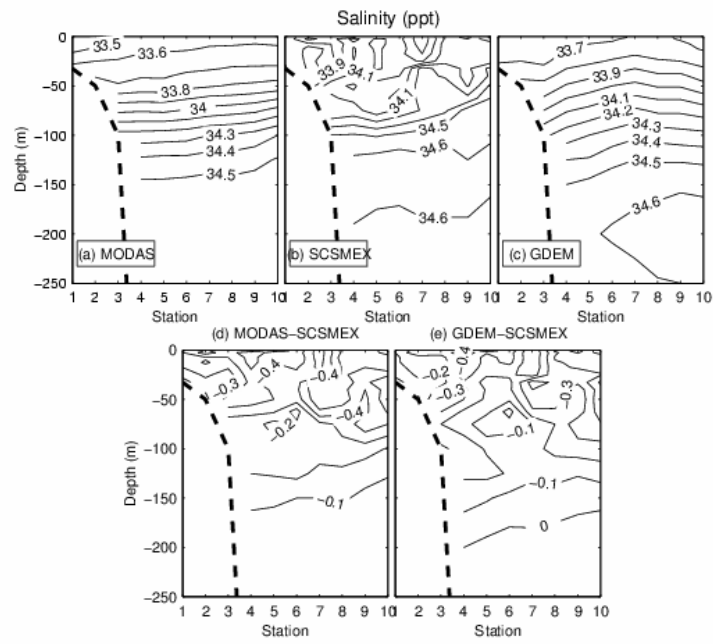 Salinity (ppt)
0
−50
−100
−150
−200
−250
Depth (m)
33.5
33.6
33.8
34
34.3
34.4
34.5
(a) MODAS
1 2 3 4 5 6 7 8 9 10
Station
33.9
34.1
34.1
34.5
34.6
34.6
(b) SCSMEX
2 3 4 5 6 7 8 9 10
Station
33.7
33.9
34.1
34.2
34.3
34.4
34.5
34.6
(c) GDEM
2 3 4 5 6 7 8 9 10
Station
(d) MODAS−SCSMEX
0
−50
−100
−150
−200
−250
Depth (m)
−0.3
−0.4
−0.4
−0.4
−0.2
−0.1
1 2 3 4 5 6 7 8 9 10
Station
(e) GDEM−SCSMEX
−0.4
−0.2
−0.3
−0.3
−0.1
−0.1
0
2 3 4 5 6 7 8 9 10
Station